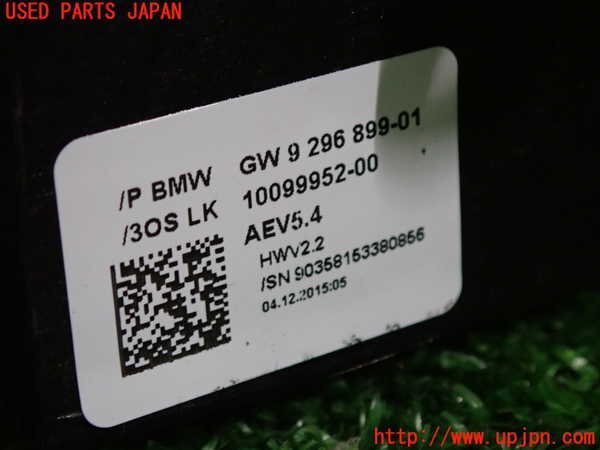 USED PARTS JAPAN
/P BMW GW 9 296 899-01
/3OS LK 10099952-00
AEV5.4
HWV2.2
/SN 90358153380856
04.12.2015:05
http://www.upjpn.com/